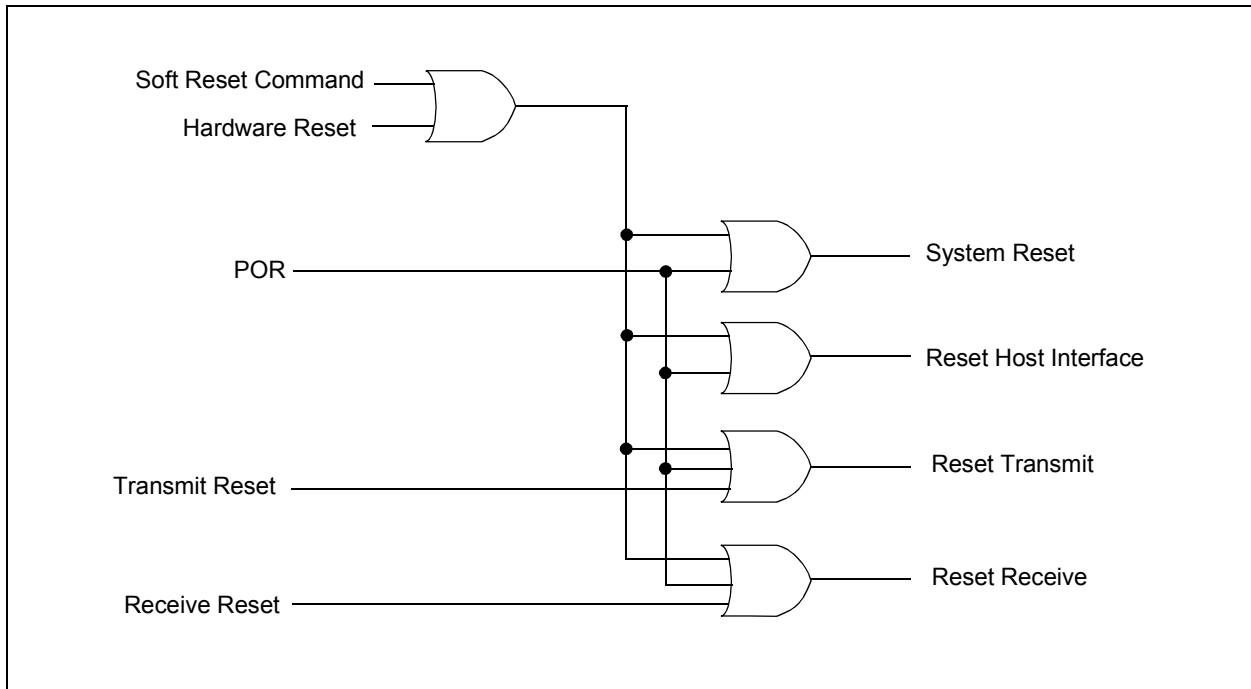 Soft Reset Command
Hardware Reset
System Reset
POR
Reset Host Interface
Reset Transmit
Transmit Reset
Reset Receive
Receive Reset